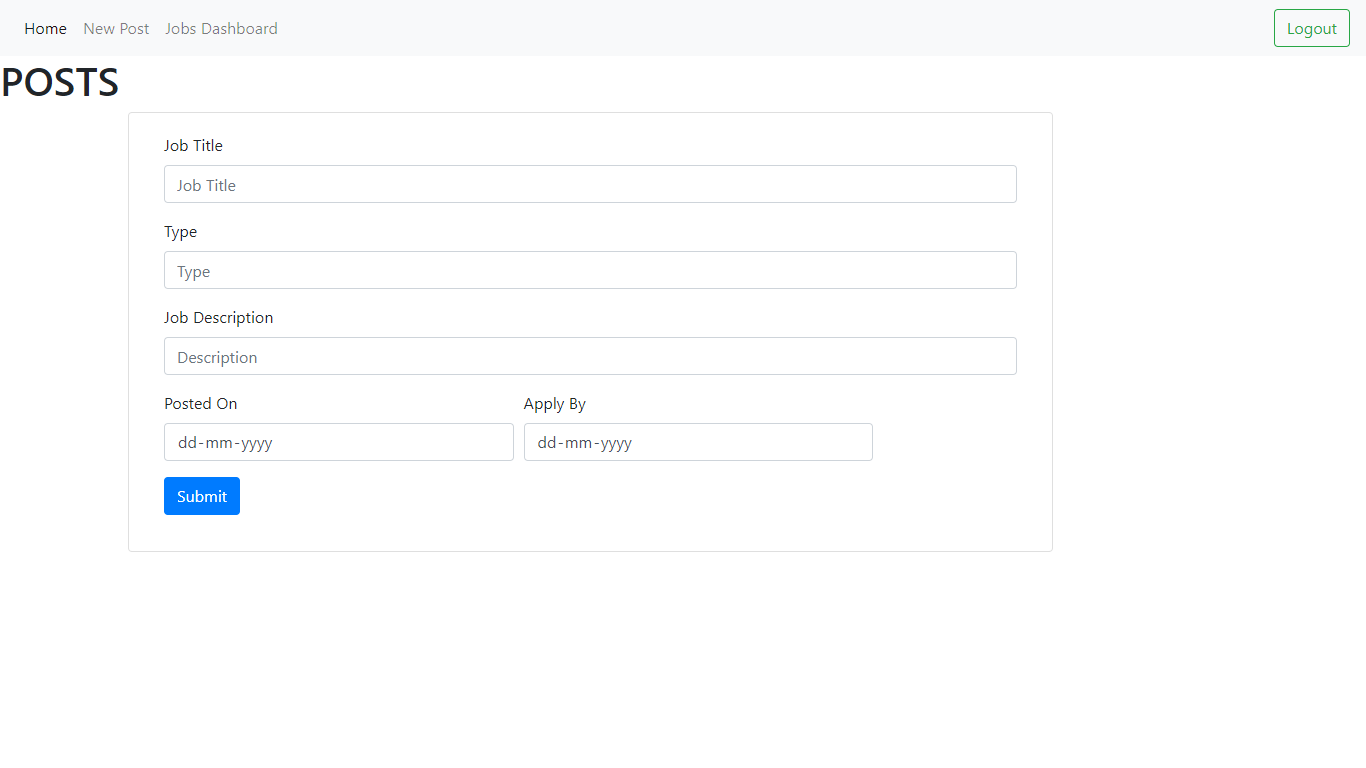 Home New Post Jobs Dashboard Logout
POSTS
Job Title
Job Title
Type
Type
Job Description
Description
Posted On Apply By
dd-mm-yyyy dd-mm-yyyy
Submit